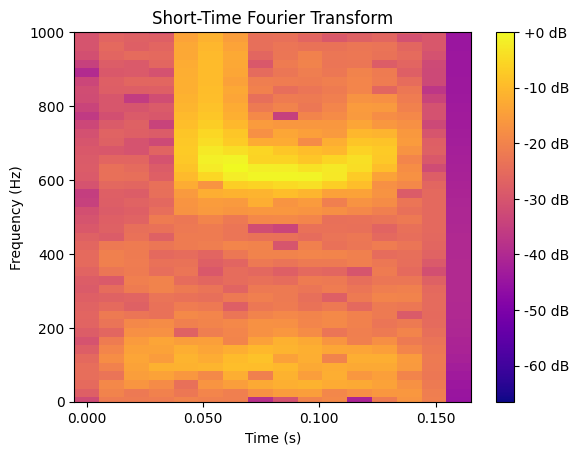 Short-Time Fourier Transform
1000
800
600
400
200
0
Frequency (Hz)
0.000
0.050
0.100
0.150
Time (s)
+0 dB
-10 dB
-20 dB
-30 dB
-40 dB
-50 dB
-60 dB